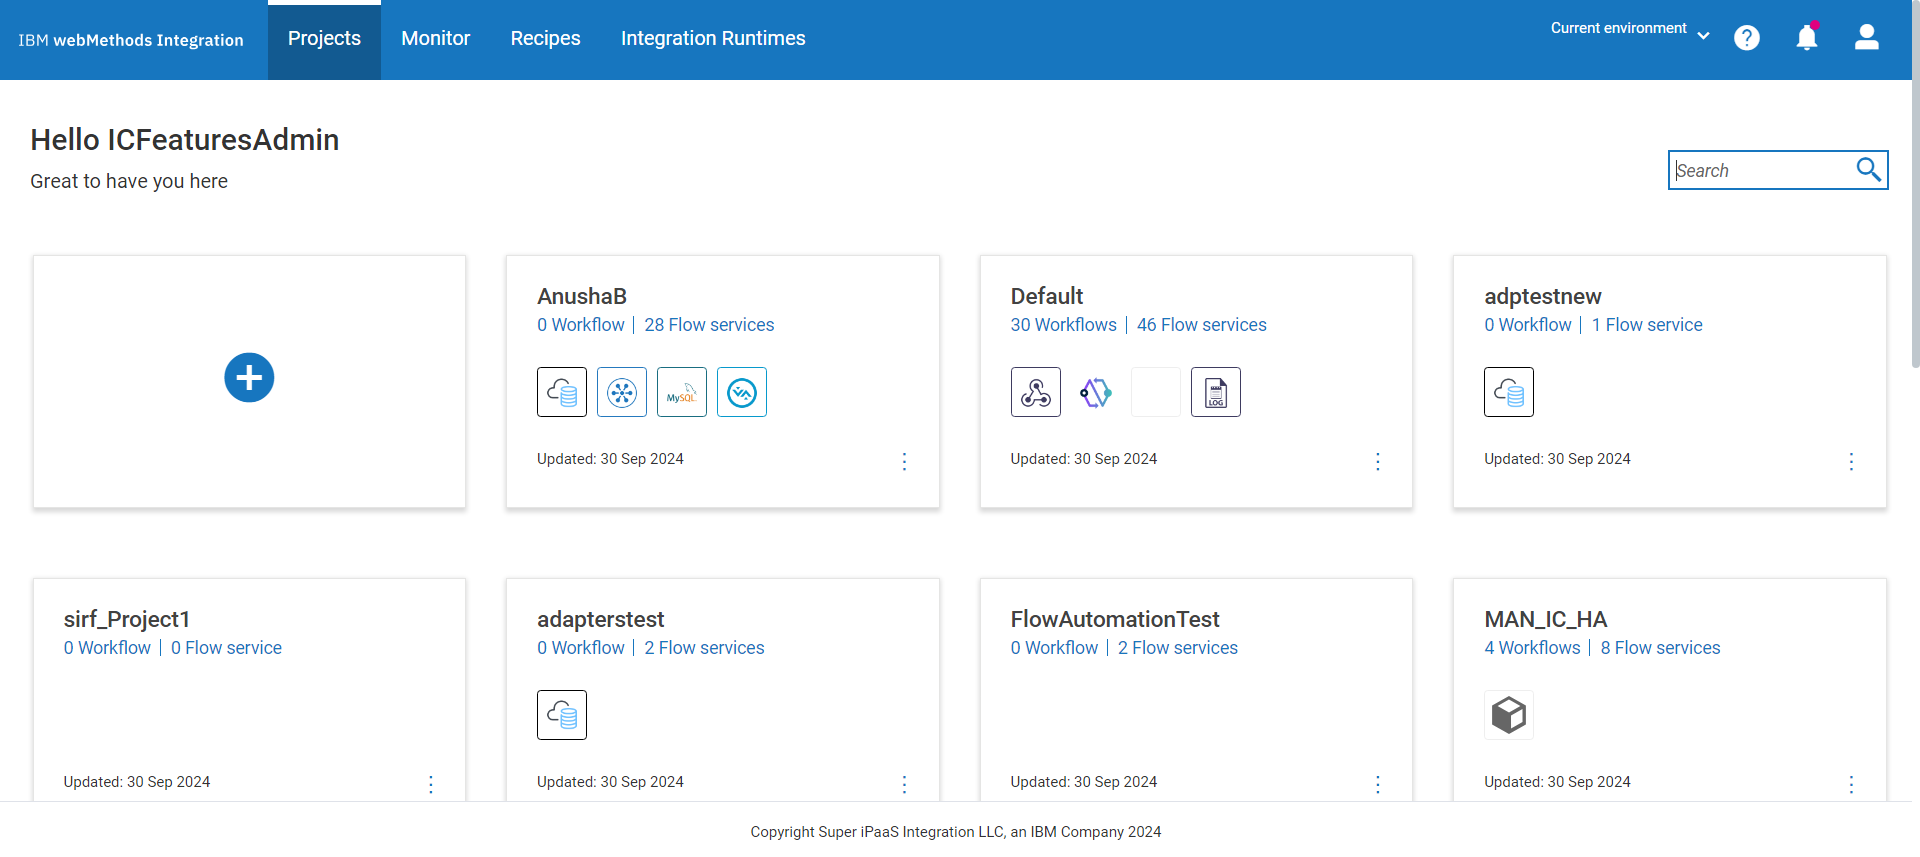 IBM webMethods Integration
Projects
Monitor
Recipes
Integration Runtimes
Current environment
?
Hello ICFeaturesAdmin
Great to have you here
Search
AnushaB
0 Workflow | 28 Flow services
MySQL
Updated: 30 Sep 2024
Default
30 Workflows | 46 Flow services
LOG
Updated: 30 Sep 2024
adptestnew
0 Workflow | 1 Flow service
Updated: 30 Sep 2024
sirf_Project1
0 Workflow | 0 Flow service
Updated: 30 Sep 2024
adapterstest
0 Workflow | 2 Flow services
Updated: 30 Sep 2024
FlowAutomationTest
0 Workflow | 2 Flow services
Updated: 30 Sep 2024
MAN_IC_HA
4 Workflows | 8 Flow services
Updated: 30 Sep 2024
Copyright Super iPaaS Integration LLC, an IBM Company 2024